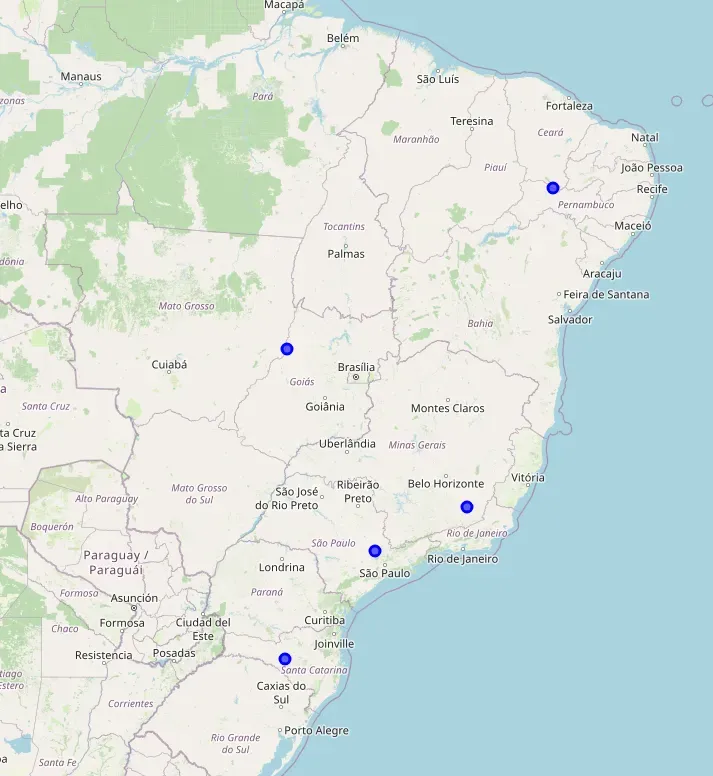 Macapá
Belém
Manaus
São Luís
azonas
Pará
Fortaleza
Teresina
Ceará
Maranhão
Natal
Piauí
João Pessoa
Recife
elho
Pernambuco
Tocantins
Maceió
Palmas
dônia
Aracaju
Feira de Santana
Mato Grosso
Salvador
Bahia
Cuiabá
Brasília
Goiás
a
Santa Cruz
Goiânia
Montes Claros
ta Cruz
a Sierra
Uberlândia
Minas Gerais
Vitória
Belo Horizonte
Ribeirão
Preto
São José
do Rio Preto
Mato Grosso
do Sul
Alto Paraguay
Boquerón
Rio de Janeiro
São Paulo
Rio de Janeiro
Paraguay /
Paraguái
Londrina
São Paulo
Paraná
Formosa
Asunción
Formosa
Ciudad del
Este
Curitiba
Chaco
Joinville
Resistencia
Posadas
Santa Catarina
tiago
Estero
Caxias do
Sul
Corrientes
Porto Alegre
Rio Grande
do Sul
Santa Fe
ba